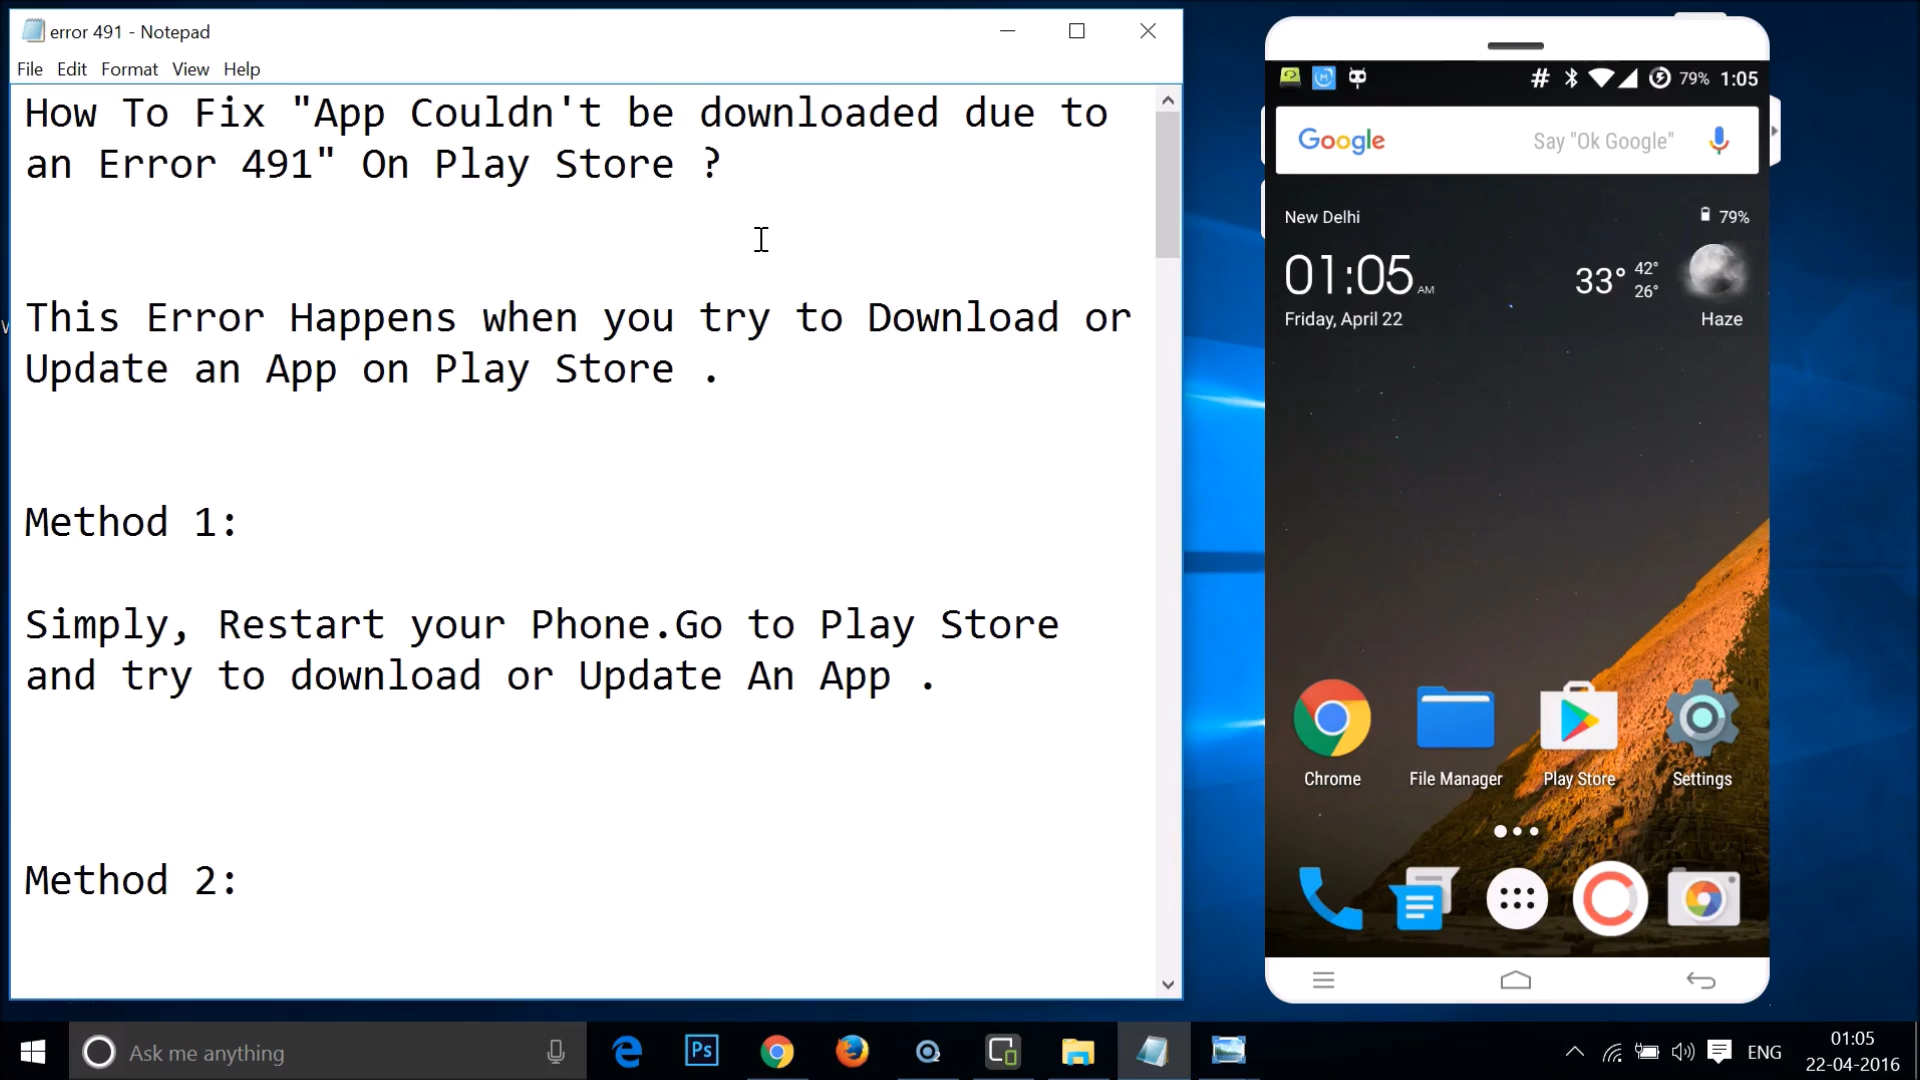 error 491 - Notepad
File Edit Format View Help
How To Fix "App Couldn't be downloaded due to
an Error 491" On Play Store ?
This Error Happens when you try to Download or
Update an App on Play Store .
Method 1:
Simply, Restart your Phone.Go to Play Store
and try to download or Update An App .
Method 2:
79% 1:05
Google Say "Ok Google"
New Delhi 79%
01:05 AM 33° 42° 26°
Friday, April 22 Haze
Chrome File Manager Play Store Settings
Ask me anything
Ps
ENG
01:05
22-04-2016